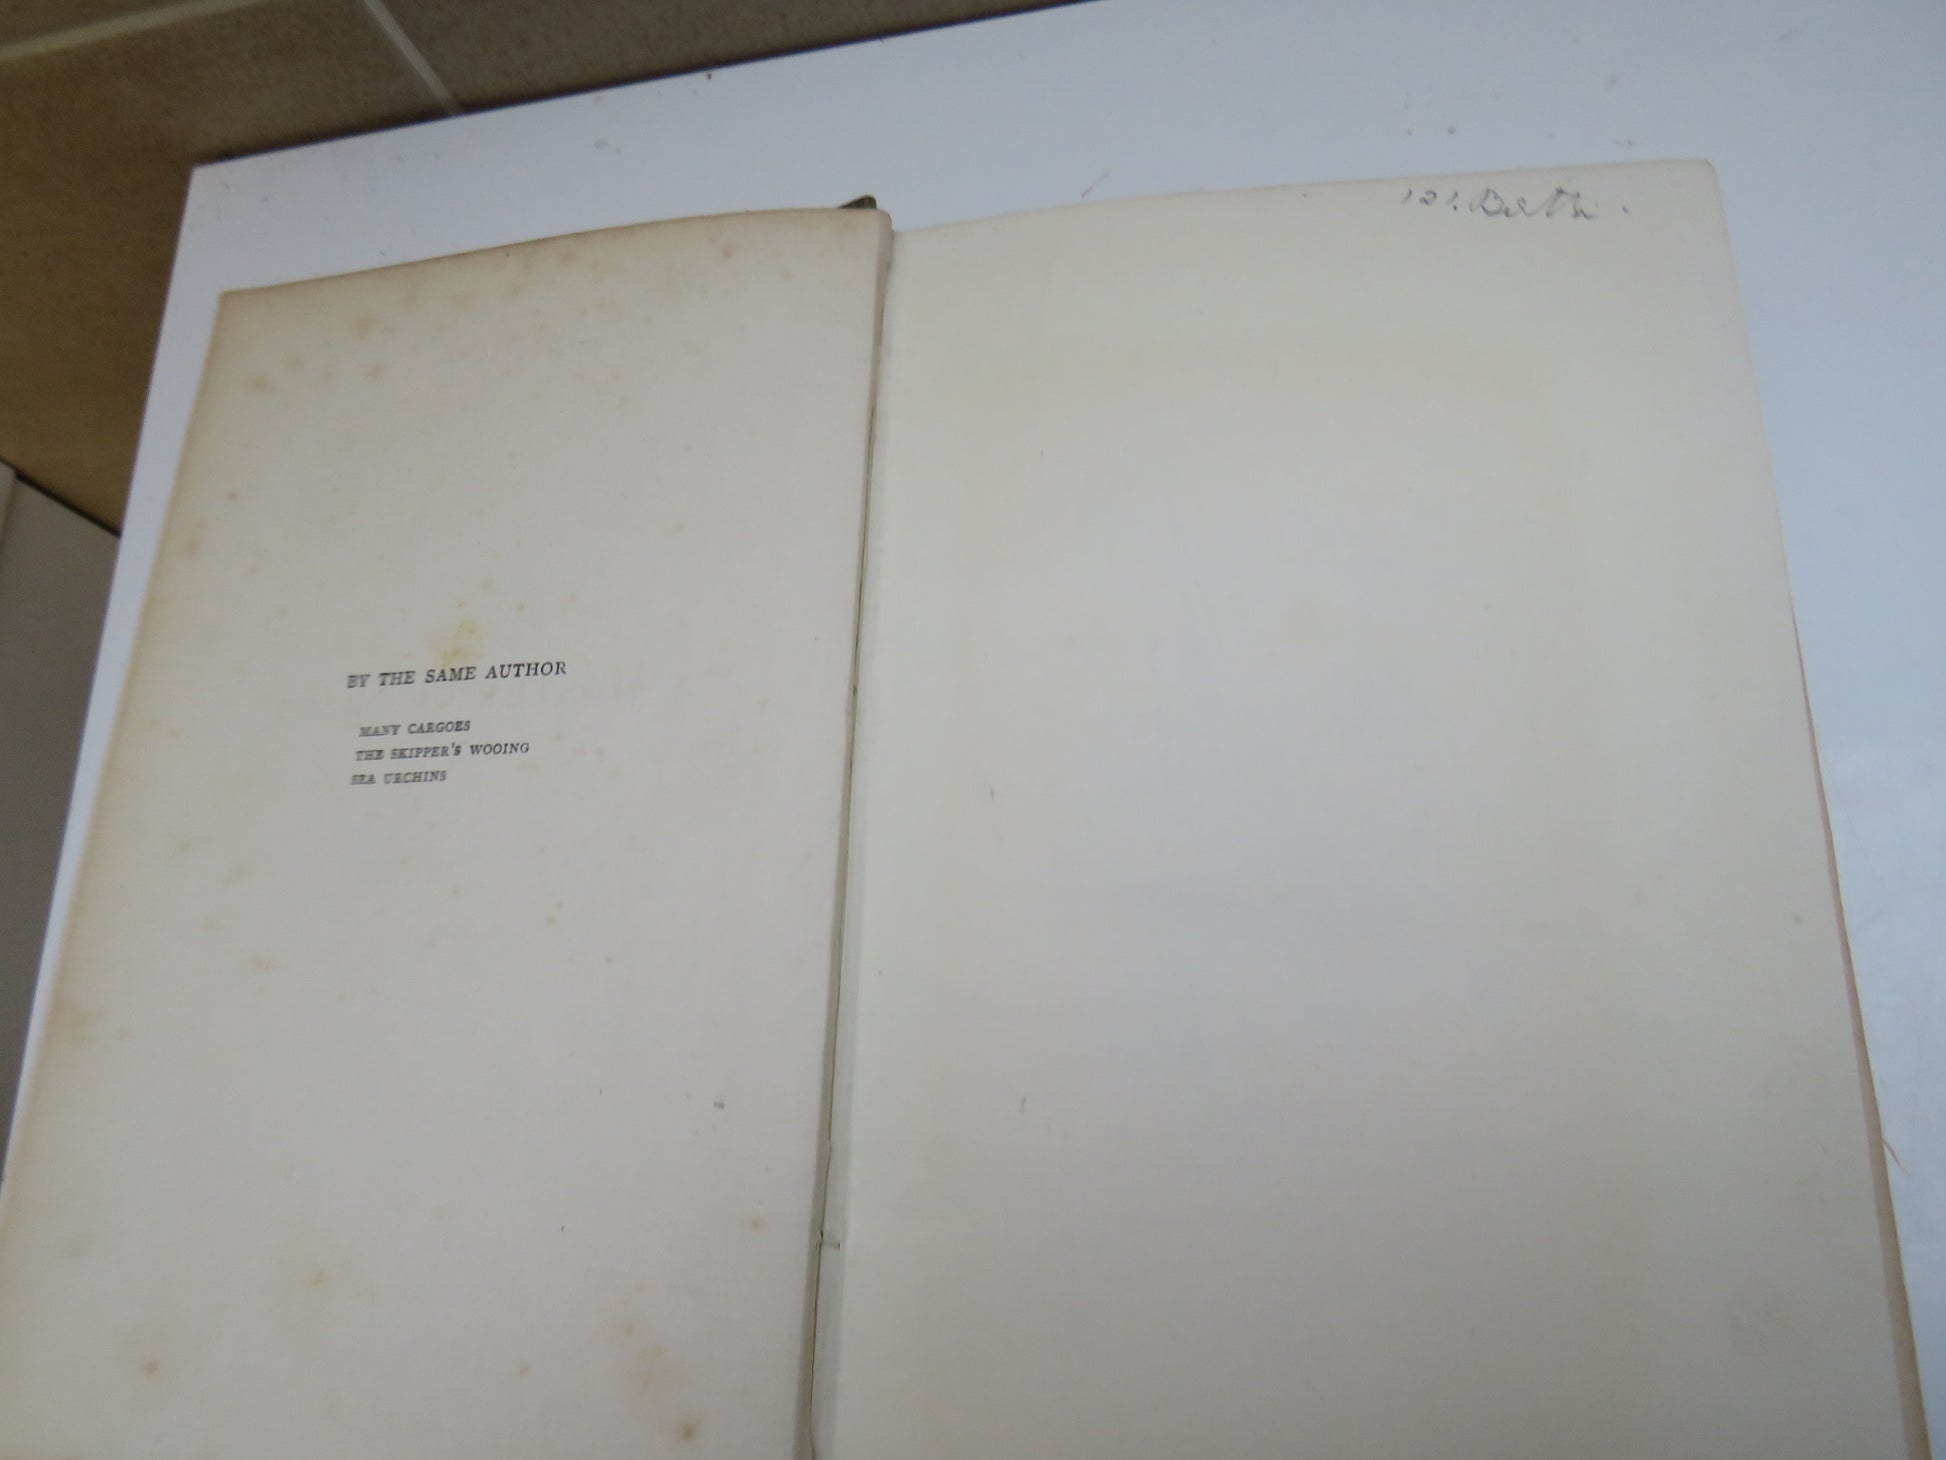 BY THE SAME AUTHOR
MANY CARGOES
THE SKIPPER'S WOOING
SEA URCHINS